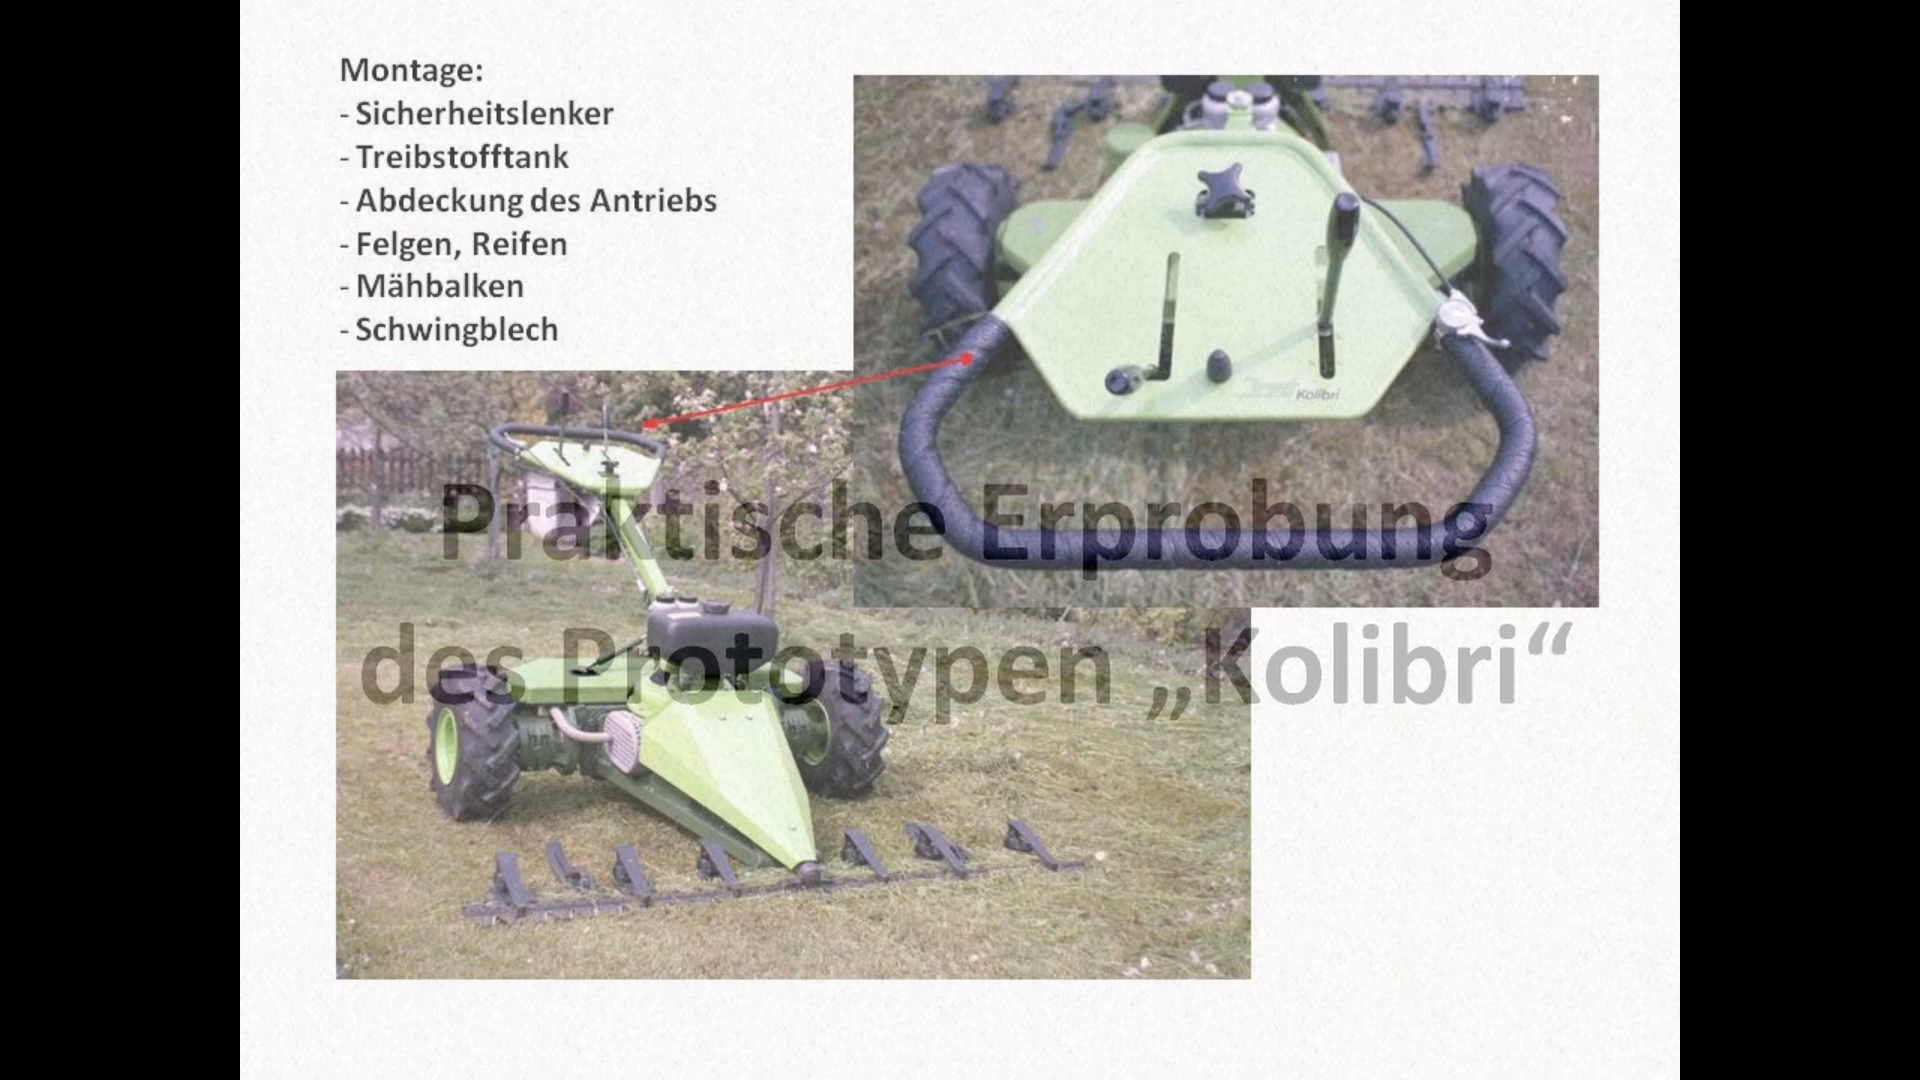 Montage:
- Sicherheitslenker
- Treibstofftank
- Abdeckung des Antriebs
- Felgen, Reifen
- Mähbalken
- Schwingblech
Kolibri
Praktische Erprobung
des Prototypen „Kolibri“